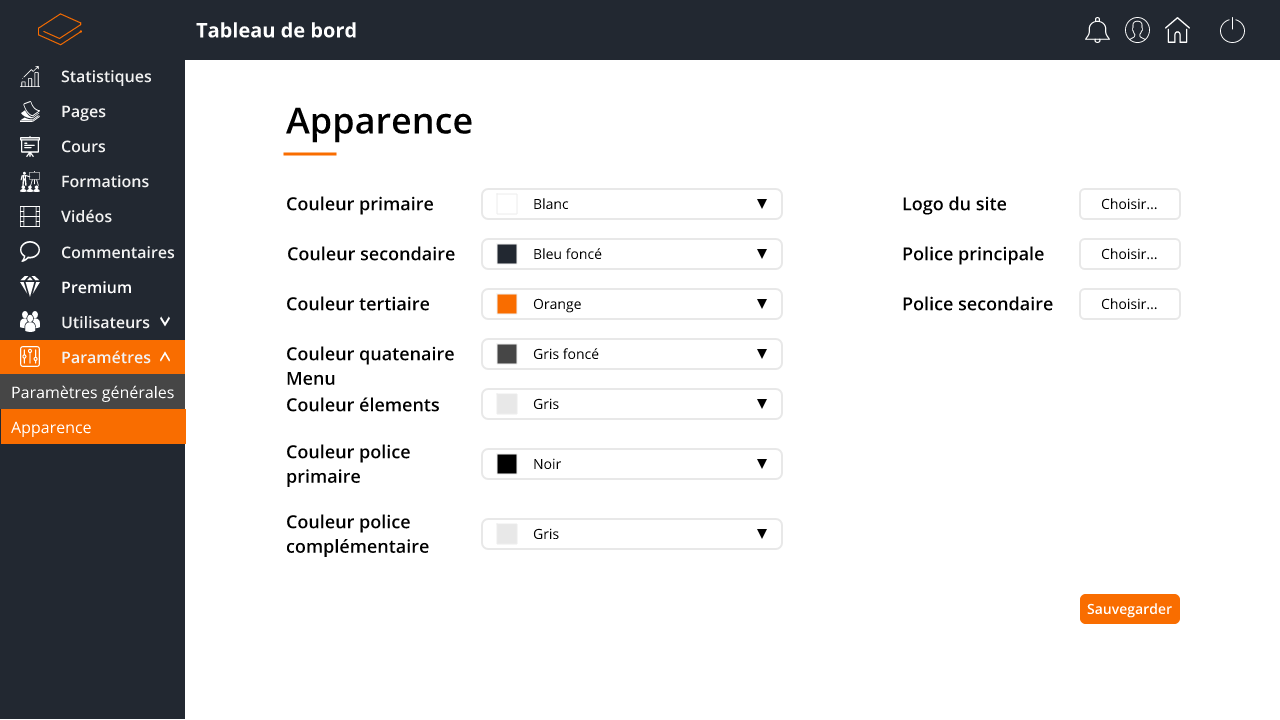 Tableau de bord
Statistiques
Pages
Cours
Formations
Vidéos
Commentaires
Premium
Utilisateurs
Paramétres
Paramètres générales
Apparence
Apparence
Couleur primaire
Blanc
Couleur secondaire
Bleu foncé
Couleur tertiaire
Orange
Couleur quatenaire
Menu
Gris foncé
Couleur élements
Gris
Couleur police
primaire
Noir
Couleur police
complémentaire
Gris
Logo du site
Choisir...
Police principale
Choisir...
Police secondaire
Choisir...
Sauvegarder